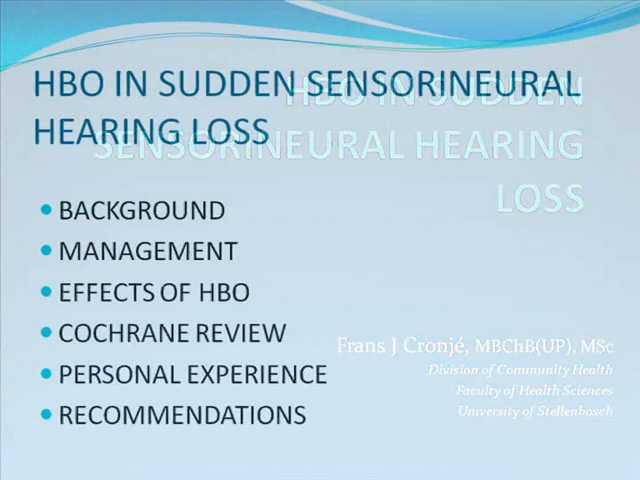 HBO IN SUDDEN SENSORINEURAL
HEARING LOSS
HBO IN SUDDEN
SENSORINEURAL HEARING
LOSS
• BACKGROUND
• MANAGEMENT
• EFFECTS OF HBO
• COCHRANE REVIEW
• PERSONAL EXPERIENCE
• RECOMMENDATIONS
Frans J Cronjé, MBChB(UP), MSc
Division of Community Health
Faculty of Health Sciences
University of Stellenbosch